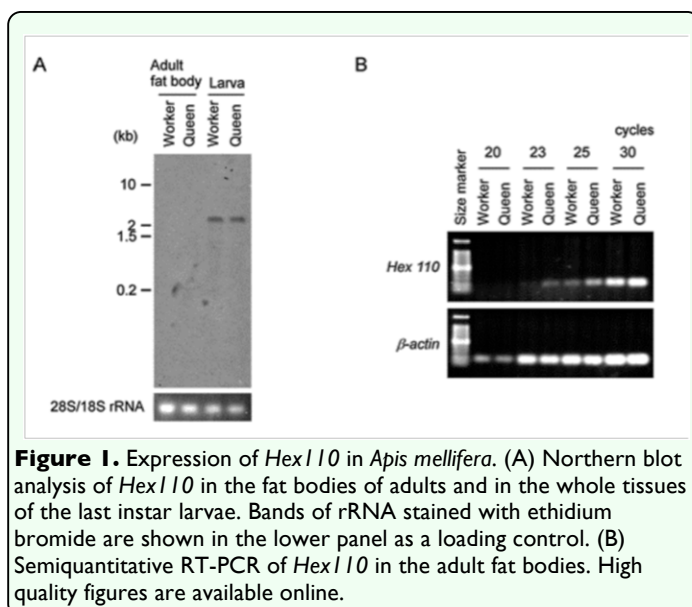 A
Adult
fat body Larva
Worker
Queen
Worker
Queen
(kb)
10
2
1.5
0.2
28S/18S rRNA
B
cycles
20 23 25 30
Size marker
Worker
Queen
Worker
Queen
Worker
Queen
Worker
Queen
Hex 110
β-actin
Figure 1. Expression of Hex110 in Apis mellifera. (A) Northern blot
analysis of Hex110 in the fat bodies of adults and in the whole tissues
of the last instar larvae. Bands of rRNA stained with ethidium
bromide are shown in the lower panel as a loading control. (B)
Semiquantitative RT-PCR of Hex110 in the adult fat bodies. High
quality figures are available online.